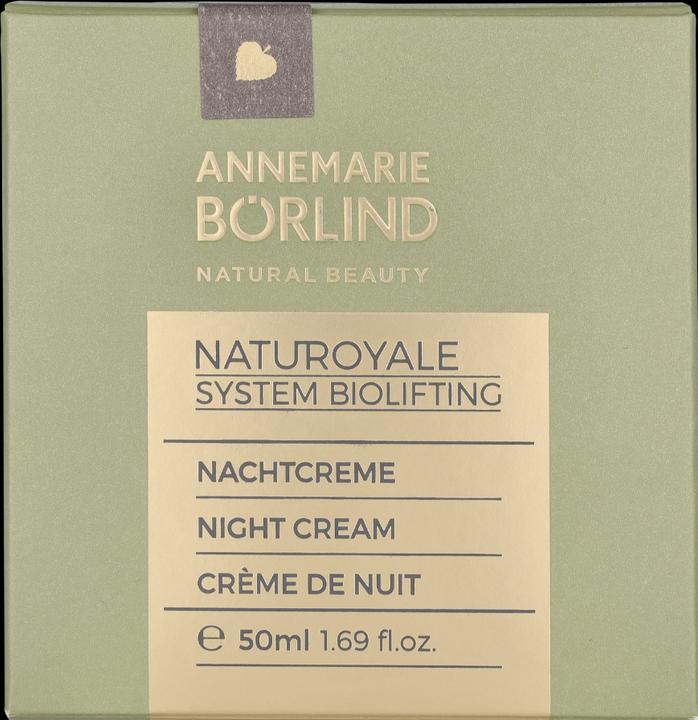 ANNEMARIE
BÖRLIND
NATURAL BEAUTY
NATUROYALE
SYSTEM BIOLIFTING
NACHTCREME
NIGHT CREAM
CRÈME DE NUIT
℮ 50ml 1.69 fl.oz.